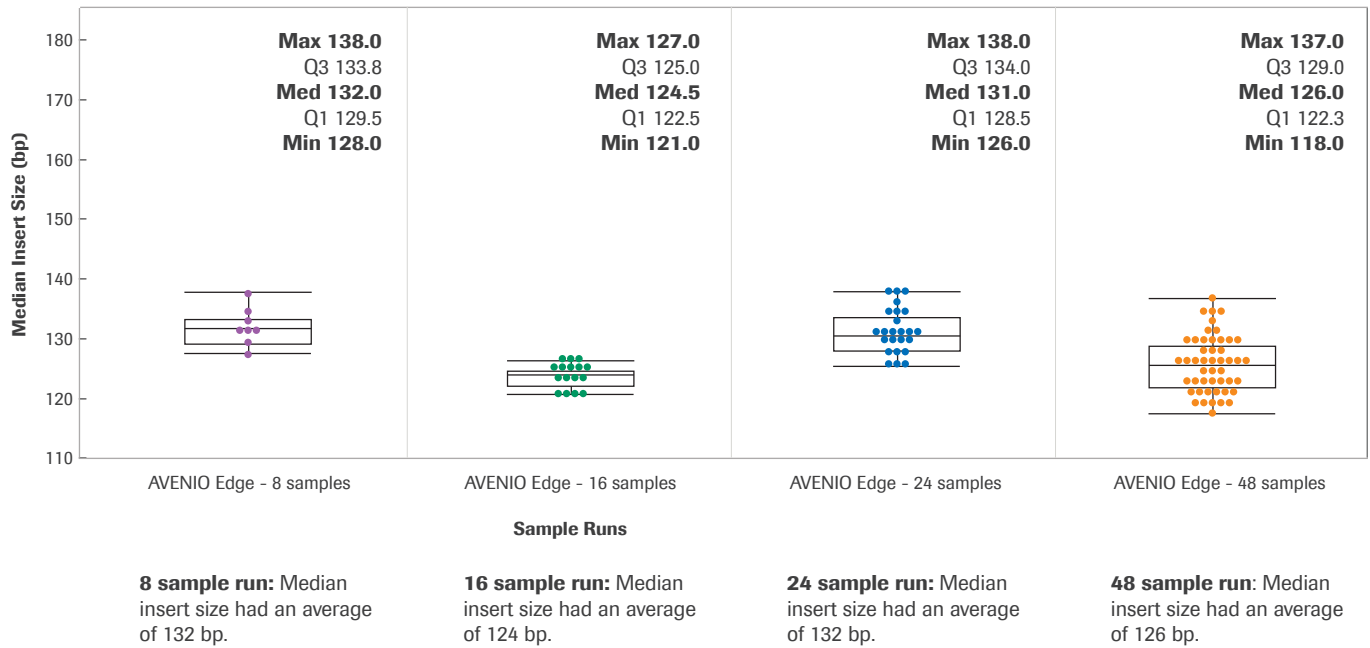 Median Insert Size (bp)
180
170
160
150
140
130
120
110
Max 138.0
Q3 133.8
Med 132.0
Q1 129.5
Min 128.0
Max 127.0
Q3 125.0
Med 124.5
Q1 122.5
Min 121.0
Max 138.0
Q3 134.0
Med 131.0
Q1 128.5
Min 126.0
Max 137.0
Q3 129.0
Med 126.0
Q1 122.3
Min 118.0
AVENIO Edge - 8 samples
AVENIO Edge - 16 samples
AVENIO Edge - 24 samples
AVENIO Edge - 48 samples
Sample Runs
8 sample run: Median
insert size had an average
of 132 bp.
16 sample run: Median
insert size had an average
of 124 bp.
24 sample run: Median
insert size had an average
of 132 bp.
48 sample run: Median
insert size had an average
of 126 bp.